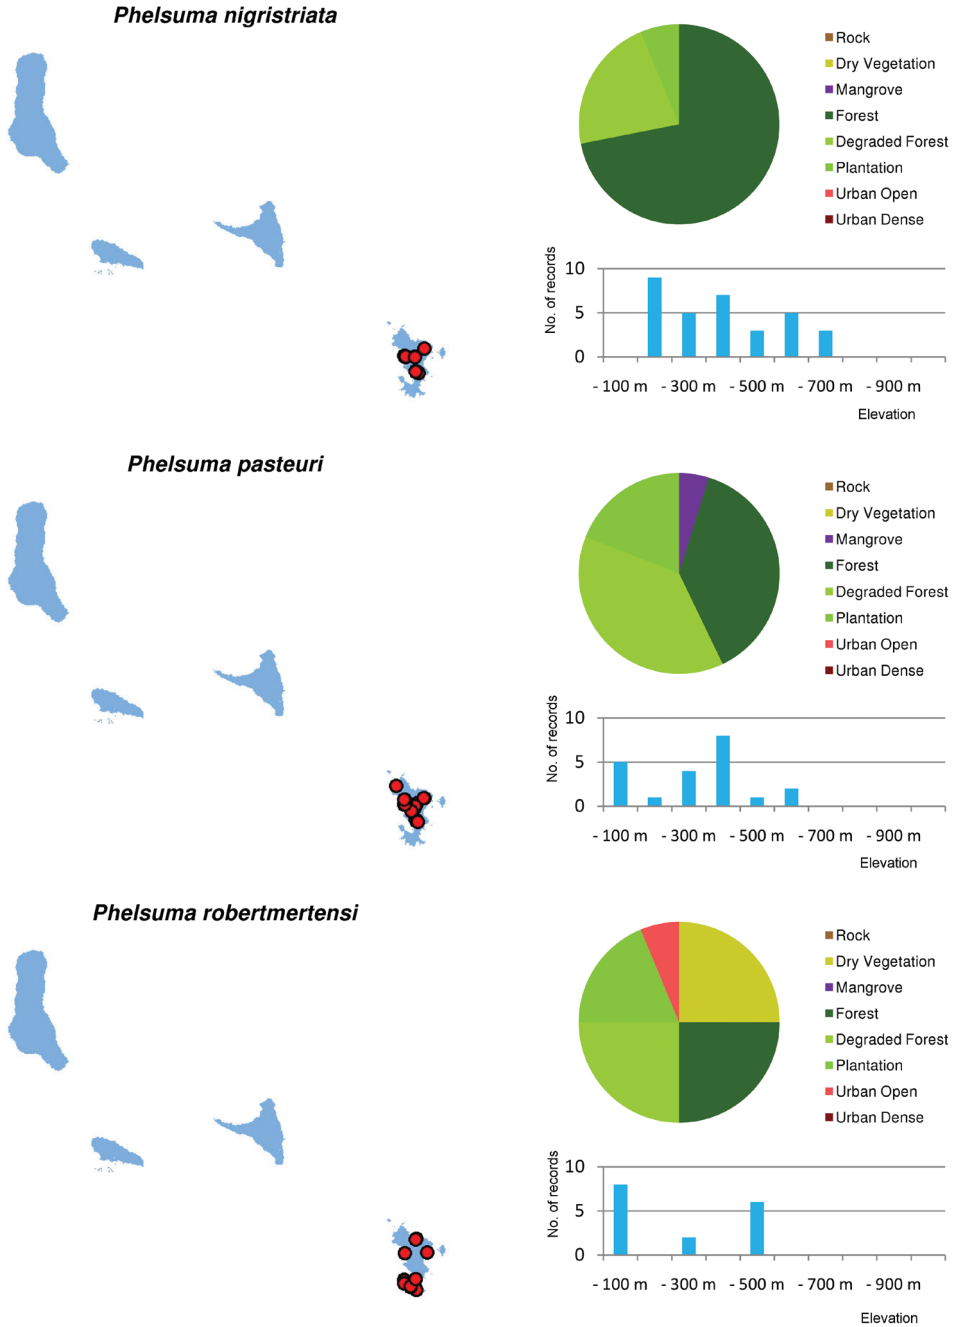 Phelsuma nigristriata
Rock
Dry Vegetation
Mangrove
Forest
Degraded Forest
Plantation
Urban Open
Urban Dense
No. of records
10
5
0
- 100 m - 300 m - 500 m - 700 m - 900 m
Elevation
Phelsuma pasteuri
Rock
Dry Vegetation
Mangrove
Forest
Degraded Forest
Plantation
Urban Open
Urban Dense
No. of records
10
5
0
- 100 m - 300 m - 500 m - 700 m - 900 m
Elevation
Phelsuma robertmertensi
Rock
Dry Vegetation
Mangrove
Forest
Degraded Forest
Plantation
Urban Open
Urban Dense
No. of records
10
5
0
- 100 m - 300 m - 500 m - 700 m - 900 m
Elevation